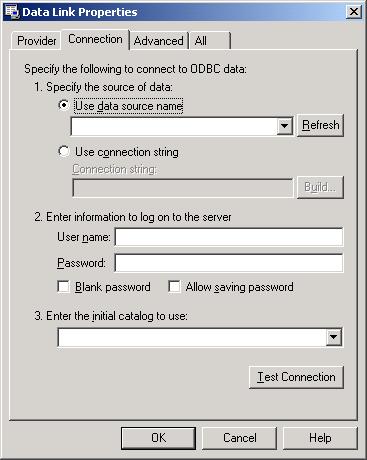 Data Link Properties
Provider Connection Advanced All
Specify the following to connect to ODBC data:
1. Specify the source of data:
Use data source name
Refresh
Use connection string
Connection string:
Build...
2. Enter information to log on to the server
User name:
Password:
Blank password Allow saving password
3. Enter the initial catalog to use:
Test Connection
OK Cancel Help